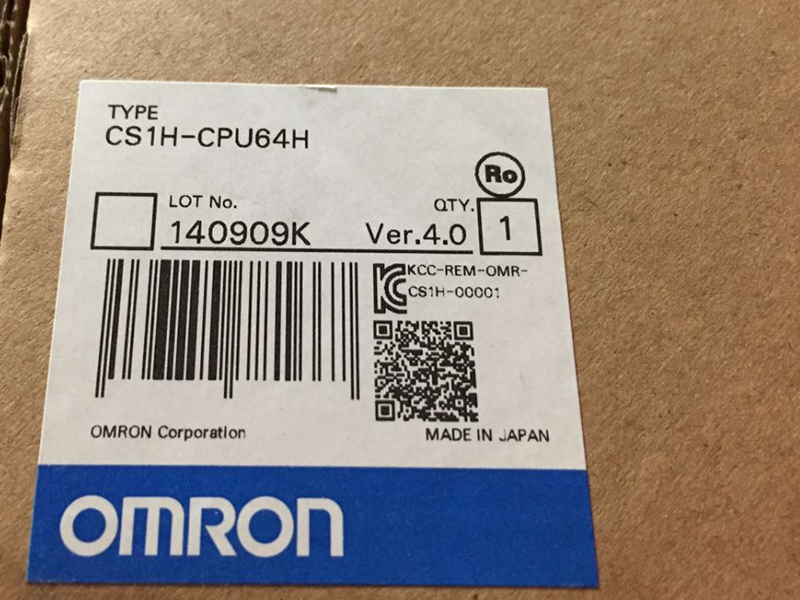 TYPE
CS1H-CPU64H
Ro
LOT No.
QTY.
140909K
Ver.4.0
1
KCC-REM-OMR-
CS1H-00001
OMRON Corporation
MADE IN JAPAN
OMRON